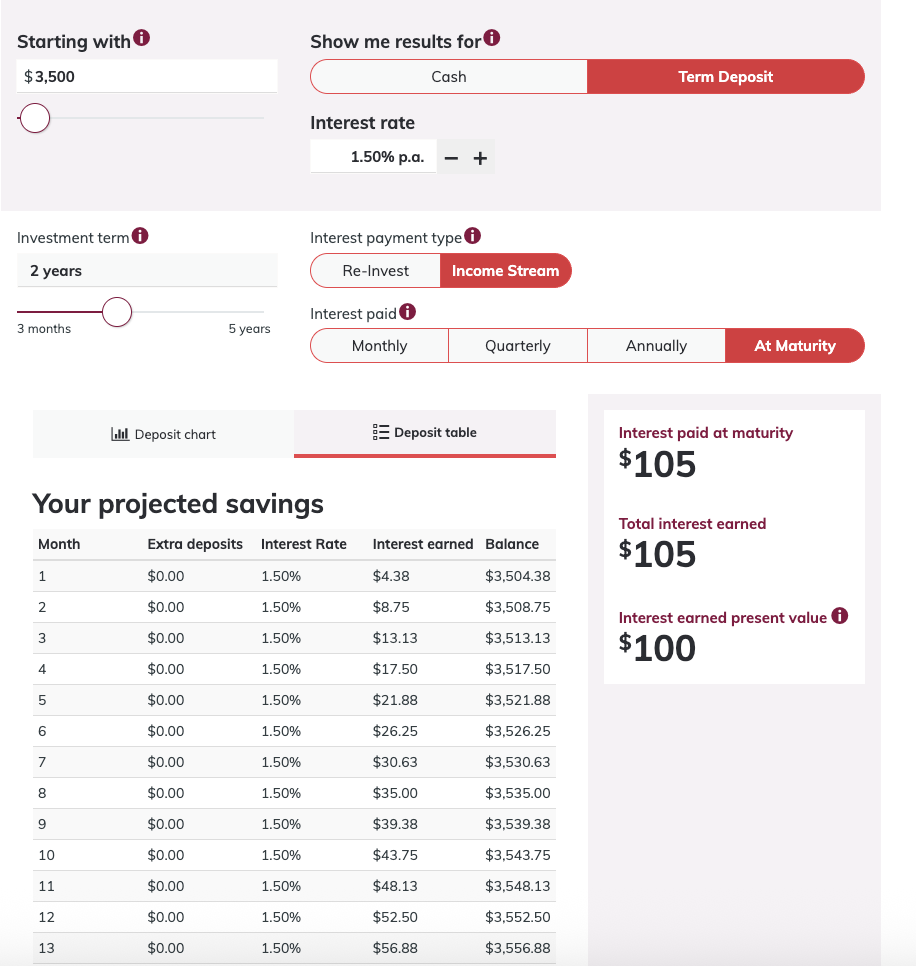 Starting with
$ 3,500
Show me results for
Cash Term Deposit
Interest rate
1.50% p.a. − +
Investment term
2 years
3 months 5 years
Interest payment type
Re-Invest Income Stream
Interest paid
Monthly Quarterly Annually At Maturity
Deposit chart Deposit table
Your projected savings
Month Extra deposits Interest Rate Interest earned Balance
1 $0.00 1.50% $4.38 $3,504.38
2 $0.00 1.50% $8.75 $3,508.75
3 $0.00 1.50% $13.13 $3,513.13
4 $0.00 1.50% $17.50 $3,517.50
5 $0.00 1.50% $21.88 $3,521.88
6 $0.00 1.50% $26.25 $3,526.25
7 $0.00 1.50% $30.63 $3,530.63
8 $0.00 1.50% $35.00 $3,535.00
9 $0.00 1.50% $39.38 $3,539.38
10 $0.00 1.50% $43.75 $3,543.75
11 $0.00 1.50% $48.13 $3,548.13
12 $0.00 1.50% $52.50 $3,552.50
13 $0.00 1.50% $56.88 $3,556.88
Interest paid at maturity
$105
Total interest earned
$105
Interest earned present value
$100